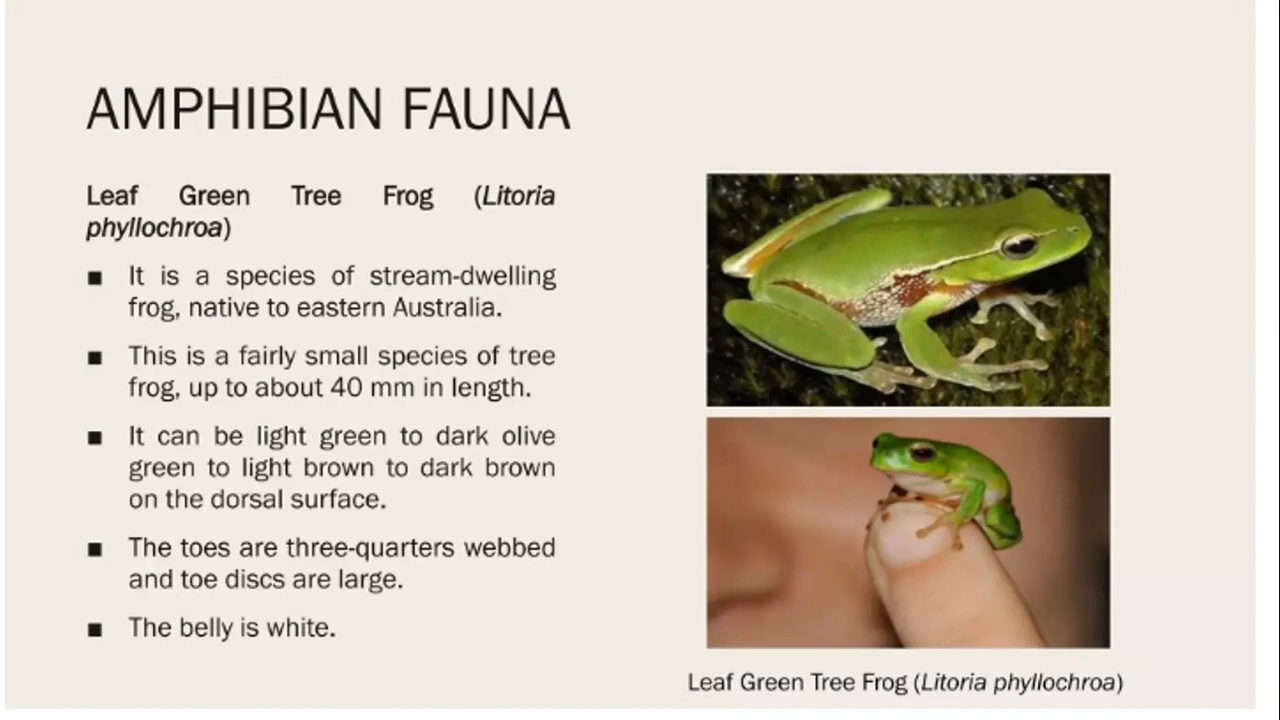 AMPHIBIAN FAUNA
Leaf Green Tree Frog (Litoria
phyllochroa)
■ It is a species of stream-dwelling
frog, native to eastern Australia.
■ This is a fairly small species of tree
frog, up to about 40 mm in length.
■ It can be light green to dark olive
green to light brown to dark brown
on the dorsal surface.
■ The toes are three-quarters webbed
and toe discs are large.
■ The belly is white.
Leaf Green Tree Frog (Litoria phyllochroa)